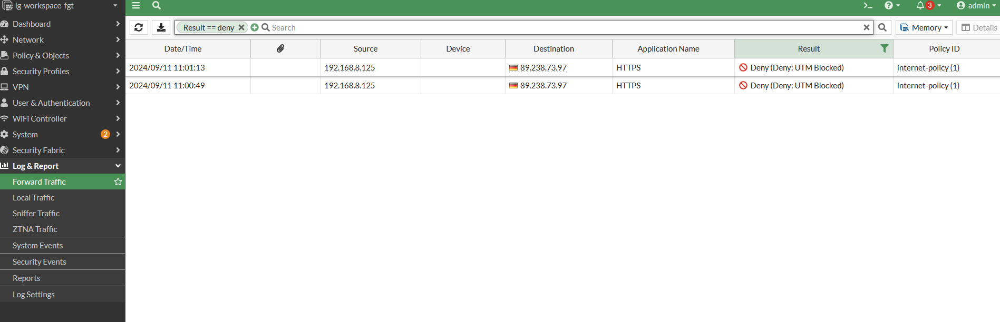 lg-workspace-fgt
3
admin
Dashboard
Network
Policy & Objects
Security Profiles
VPN
User & Authentication
WiFi Controller
System 2
Security Fabric
Log & Report
Forward Traffic
Local Traffic
Sniffer Traffic
ZTNA Traffic
System Events
Security Events
Reports
Log Settings
Result == deny Search Memory Details
Date/Time Source Device Destination Application Name Result Policy ID
2024/09/11 11:01:13 192.168.8.125 89.238.73.97 HTTPS Deny (Deny: UTM Blocked) internet-policy (1)
2024/09/11 11:00:49 192.168.8.125 89.238.73.97 HTTPS Deny (Deny: UTM Blocked) internet-policy (1)